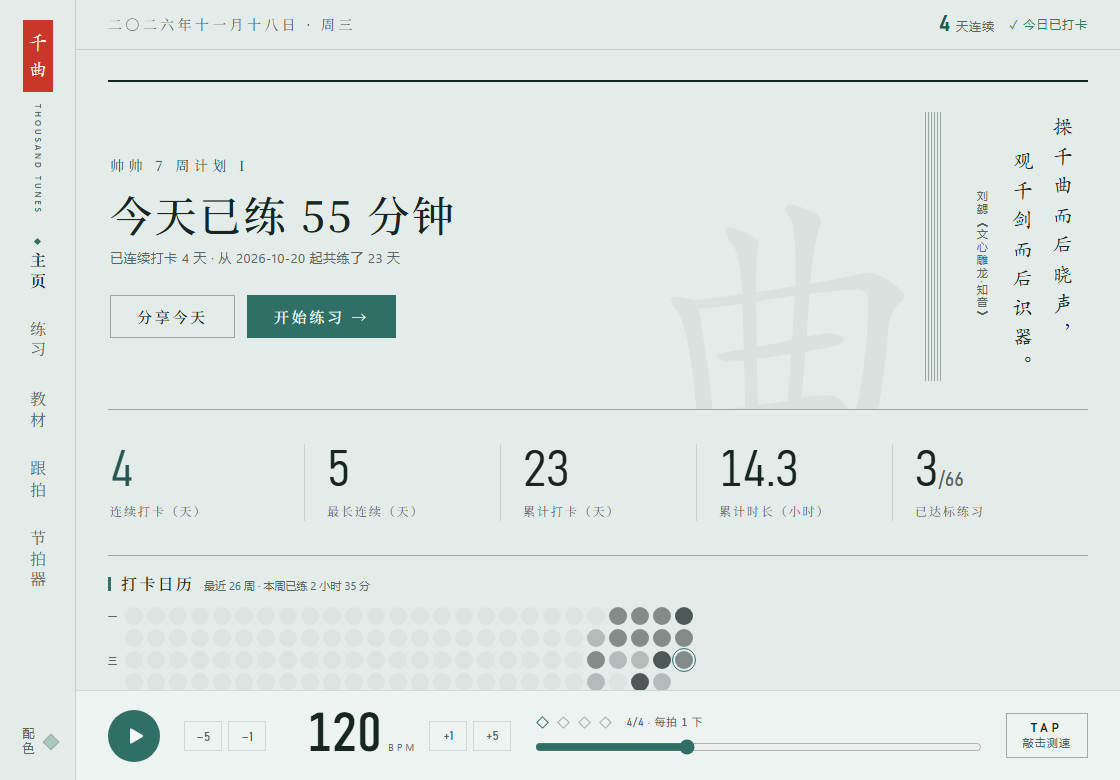 千曲
THOUSAND TUNES
主页
练习
教材
跟拍
节拍器
配色
二〇二六年十一月十八日 · 周三
4 天连续 ✓ 今日已打卡
帅帅 7 周计划 I
今天已练 55 分钟
已连续打卡 4 天 · 从 2026-10-20 起共练了 23 天
分享今天
开始练习 →
曲
操千曲而后晓声，
观千剑而后识器。
刘勰《文心雕龙·知音》
4
连续打卡（天）
5
最长连续（天）
23
累计打卡（天）
14.3
累计时长（小时）
3/66
已达标练习
打卡日历 最近 26 周 · 本周已练 2 小时 35 分
一
三
−5
−1
120 BPM
+1
+5
4/4 · 每拍 1 下
TAP
敲击测速